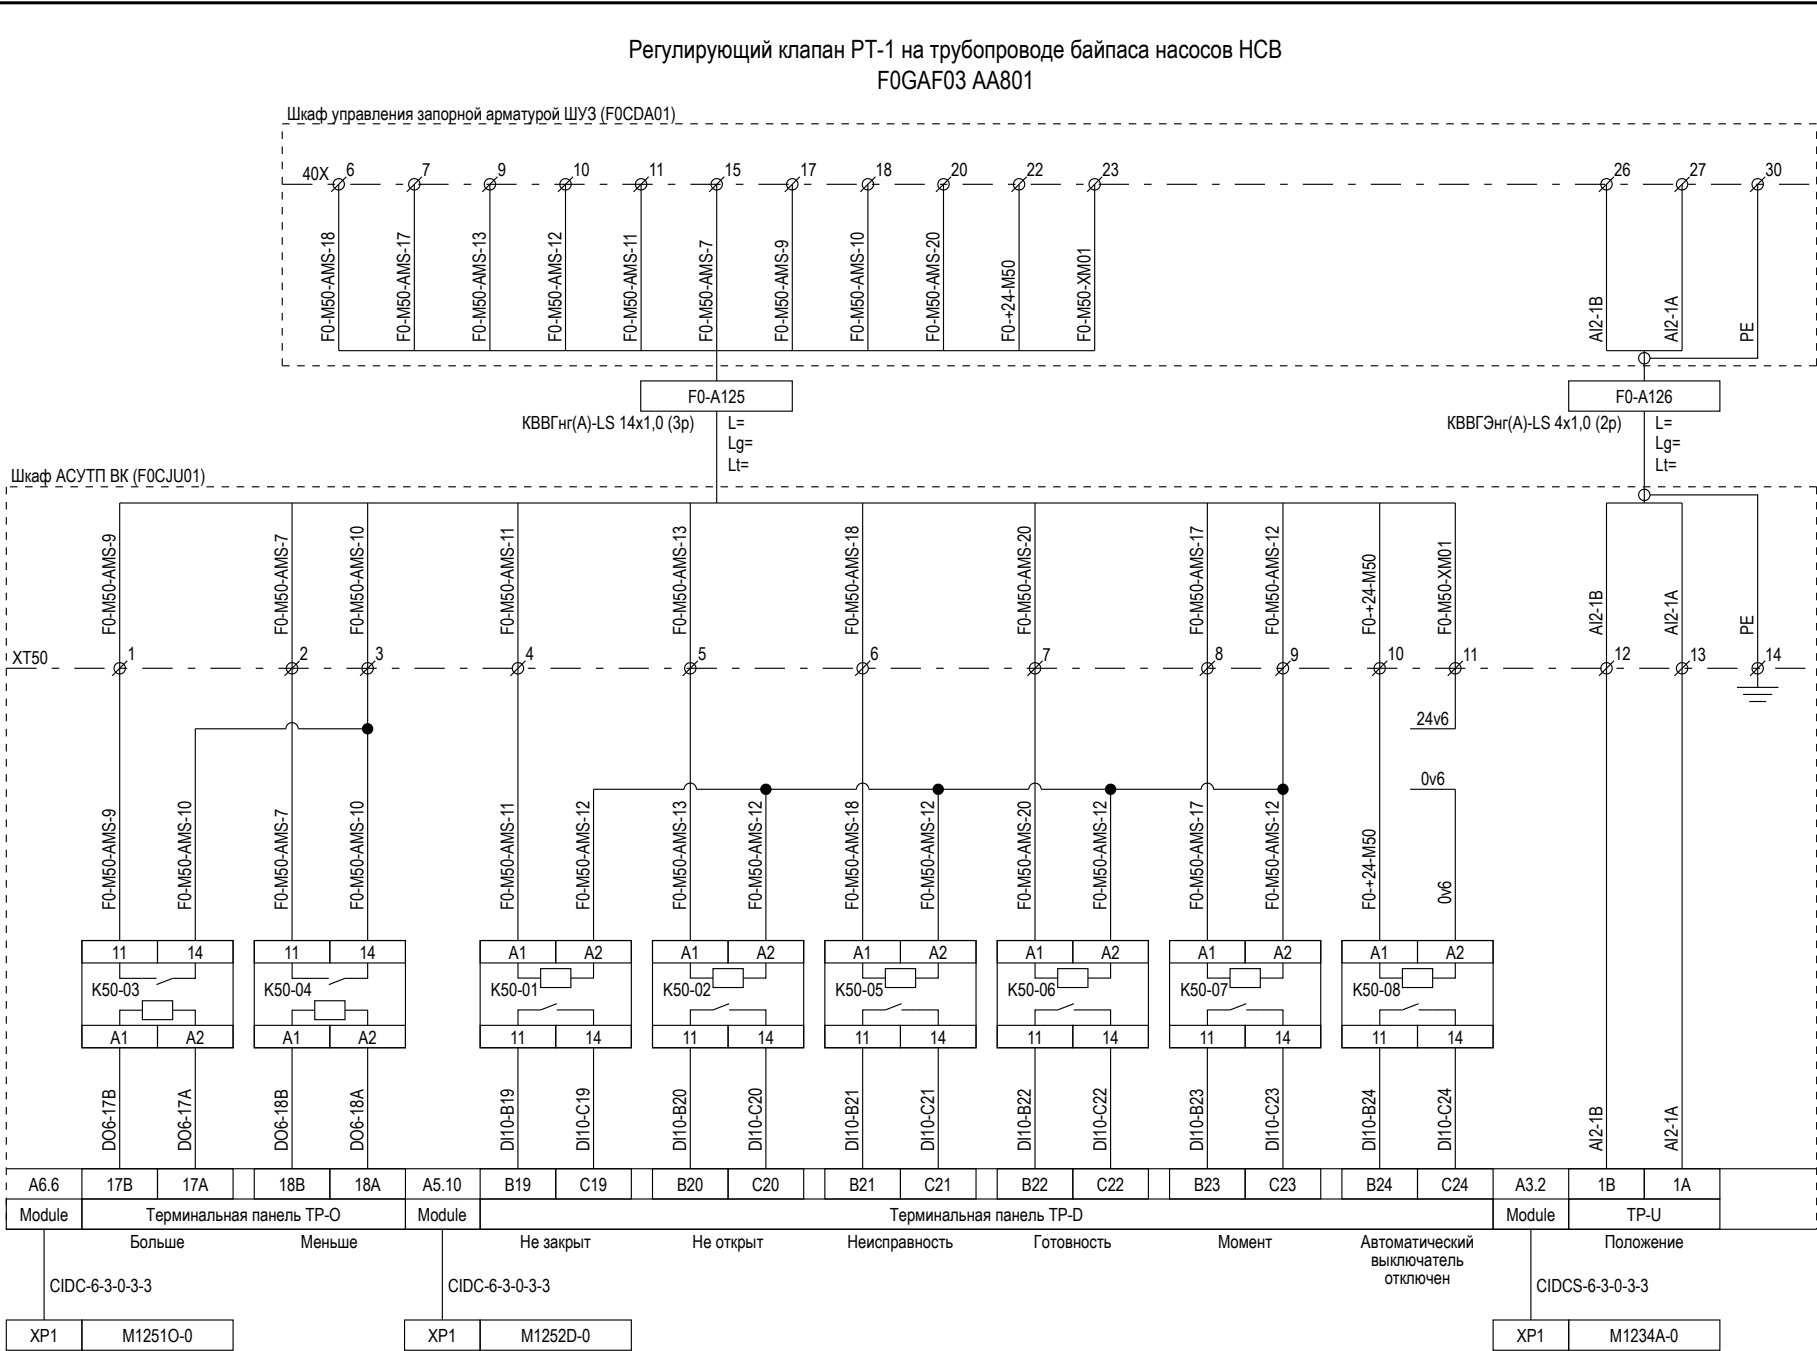 Регулирующий клапан РТ-1 на трубопроводе байпаса насосов НСВ
F0GAF03 AA801
Шкаф управления запорной арматурой ШУЗ (F0CDA01)
40X 6 7 9 10 11 15 17 18 20 22 23 26 27 30
F0-M50-AMS-18 F0-M50-AMS-17 F0-M50-AMS-13 F0-M50-AMS-12 F0-M50-AMS-11 F0-M50-AMS-7 F0-M50-AMS-9 F0-M50-AMS-10 F0-M50-AMS-20 F0-+24-M50 F0-M50-XM01 AI2-1B AI2-1A PE
F0-A125 F0-A126
КВВГнг(А)-LS 14x1,0 (3р) L= КВВГЭнг(А)-LS 4x1,0 (2р) L=
Lg= Lg=
Lt= Lt=
Шкаф АСУТП ВК (F0CJU01)
F0-M50-AMS-9 F0-M50-AMS-7 F0-M50-AMS-10 F0-M50-AMS-11 F0-M50-AMS-13 F0-M50-AMS-18 F0-M50-AMS-20 F0-M50-AMS-17 F0-M50-AMS-12 F0-+24-M50 F0-M50-XM01 AI2-1B AI2-1A PE
XT50 1 2 3 4 5 6 7 8 9 10 11 12 13 14
24v6
0v6
F0-M50-AMS-9 F0-M50-AMS-10 F0-M50-AMS-7 F0-M50-AMS-10 F0-M50-AMS-11 F0-M50-AMS-12 F0-M50-AMS-13 F0-M50-AMS-12 F0-M50-AMS-18 F0-M50-AMS-12 F0-M50-AMS-20 F0-M50-AMS-12 F0-M50-AMS-17 F0-M50-AMS-12 F0-+24-M50 0v6
11 14 11 14 A1 A2 A1 A2 A1 A2 A1 A2 A1 A2 A1 A2
K50-03 K50-04 K50-01 K50-02 K50-05 K50-06 K50-07 K50-08
A1 A2 A1 A2 11 14 11 14 11 14 11 14 11 14 11 14
DO6-17B DO6-17A DO6-18B DO6-18A DI10-B19 DI10-C19 DI10-B20 DI10-C20 DI10-B21 DI10-C21 DI10-B22 DI10-C22 DI10-B23 DI10-C23 DI10-B24 DI10-C24 AI2-1B AI2-1A
A6.6 17B 17A 18B 18A A5.10 B19 C19 B20 C20 B21 C21 B22 C22 B23 C23 B24 C24 A3.2 1B 1A
Module Терминальная панель TP-O Module Терминальная панель TP-D Module TP-U
Больше Меньше Не закрыт Не открыт Неисправность Готовность Момент Автоматический Положение
выключатель
отключен
CIDC-6-3-0-3-3 CIDC-6-3-0-3-3 CIDCS-6-3-0-3-3
XP1 M1251O-0 XP1 M1252D-0 XP1 M1234A-0